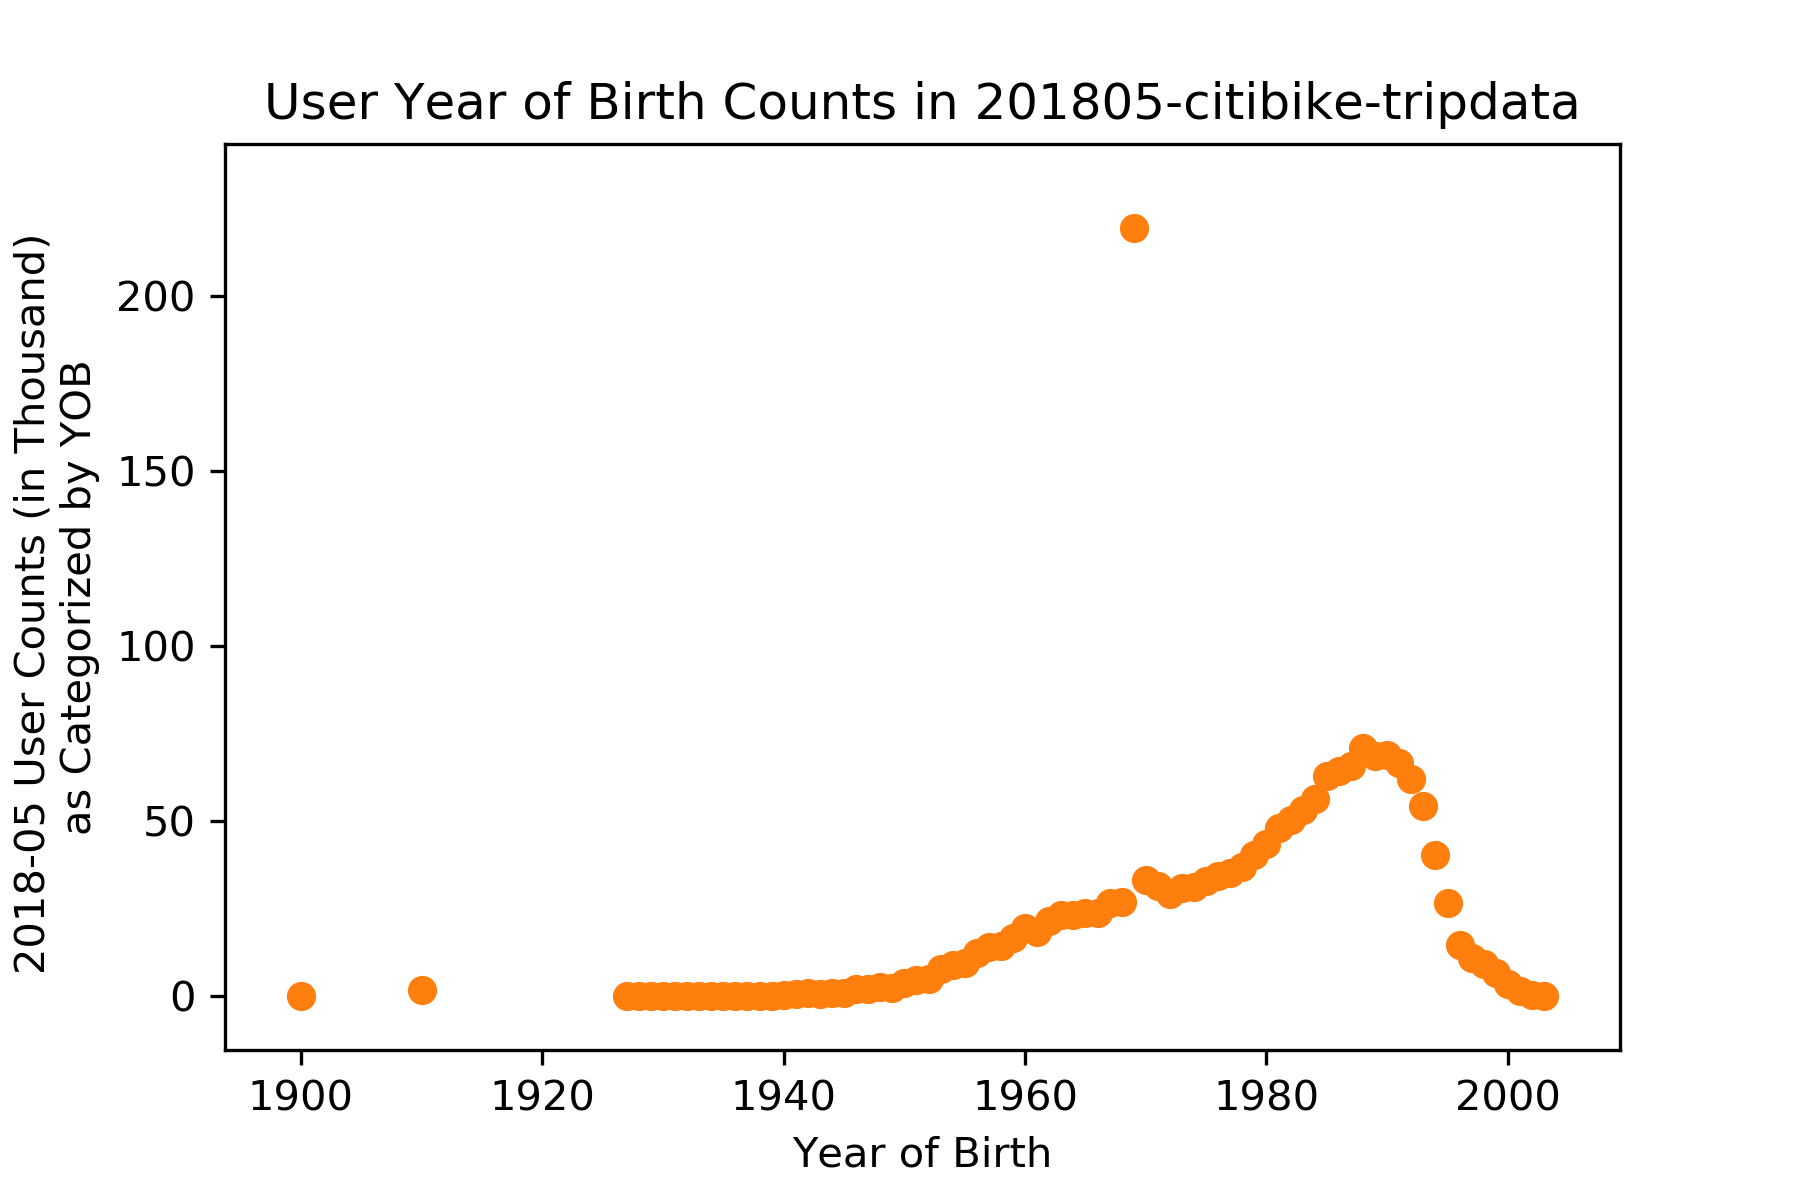 User Year of Birth Counts in 201805-citibike-tripdata
2018-05 User Counts (in Thousand)
as Categorized by YOB
200
150
100
50
0
1900 1920 1940 1960 1980 2000
Year of Birth